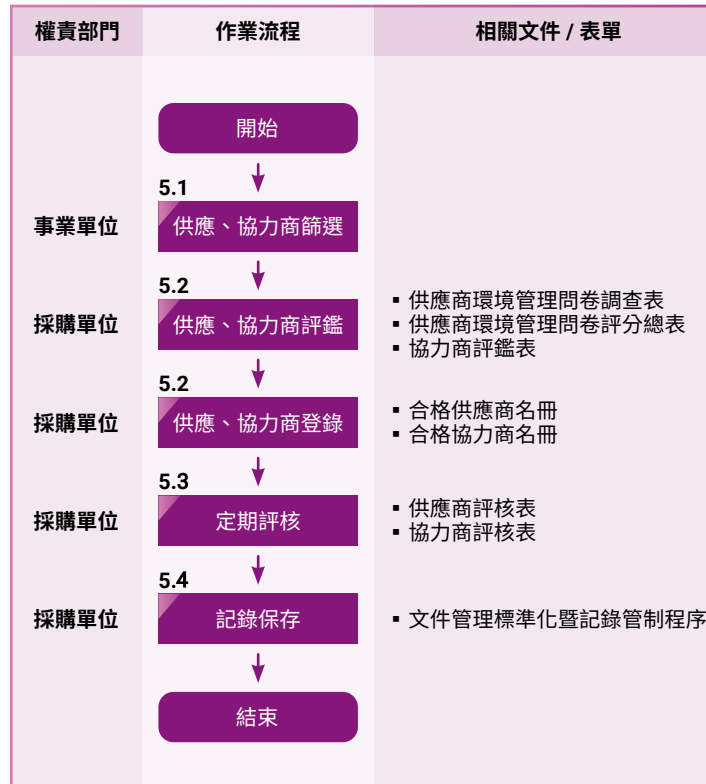 權責部門 作業流程 相關文件 / 表單
開始
5.1
事業單位 供應、協力商篩選
5.2
採購單位 供應、協力商評鑑
▪ 供應商環境管理問卷調查表
▪ 供應商環境管理問卷評分總表
▪ 協力商評鑑表
5.2
採購單位 供應、協力商登錄
▪ 合格供應商名冊
▪ 合格協力商名冊
5.3
採購單位 定期評核
▪ 供應商評核表
▪ 協力商評核表
5.4
採購單位 記錄保存
▪ 文件管理標準化暨記錄管制程序
結束